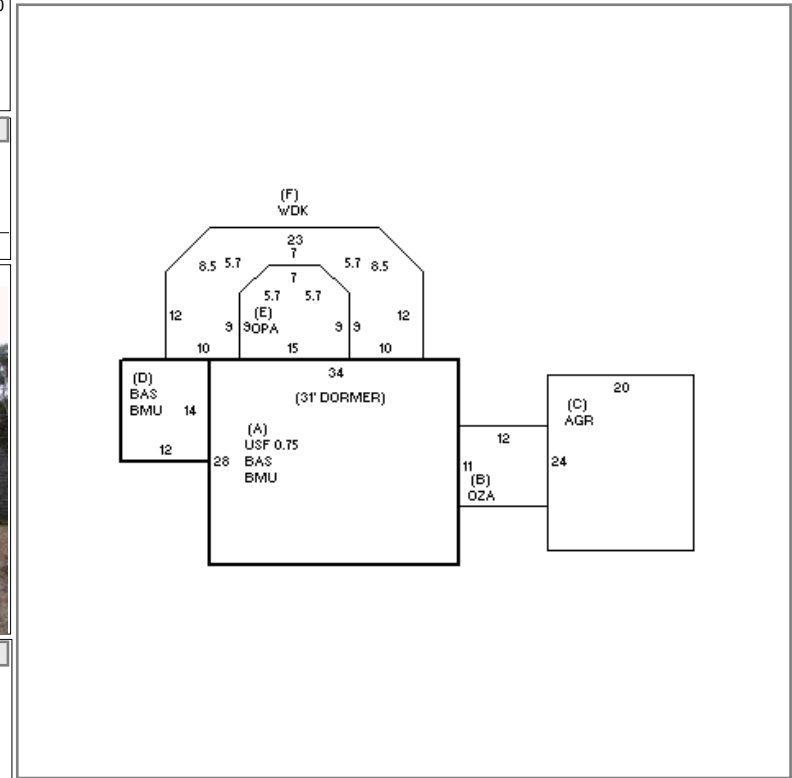 (F)
WDK
23
7
8.5 5.7
5.7 8.5
7
5.7 5.7
(E)
OPA
12
9 9
9 9
12
10
15
10
34
(31' DORMER)
(D)
BAS
BMU
14
12
(A)
USF 0.75
BAS
BMU
28
12
11
(B)
OZA
20
(C)
AGR
24